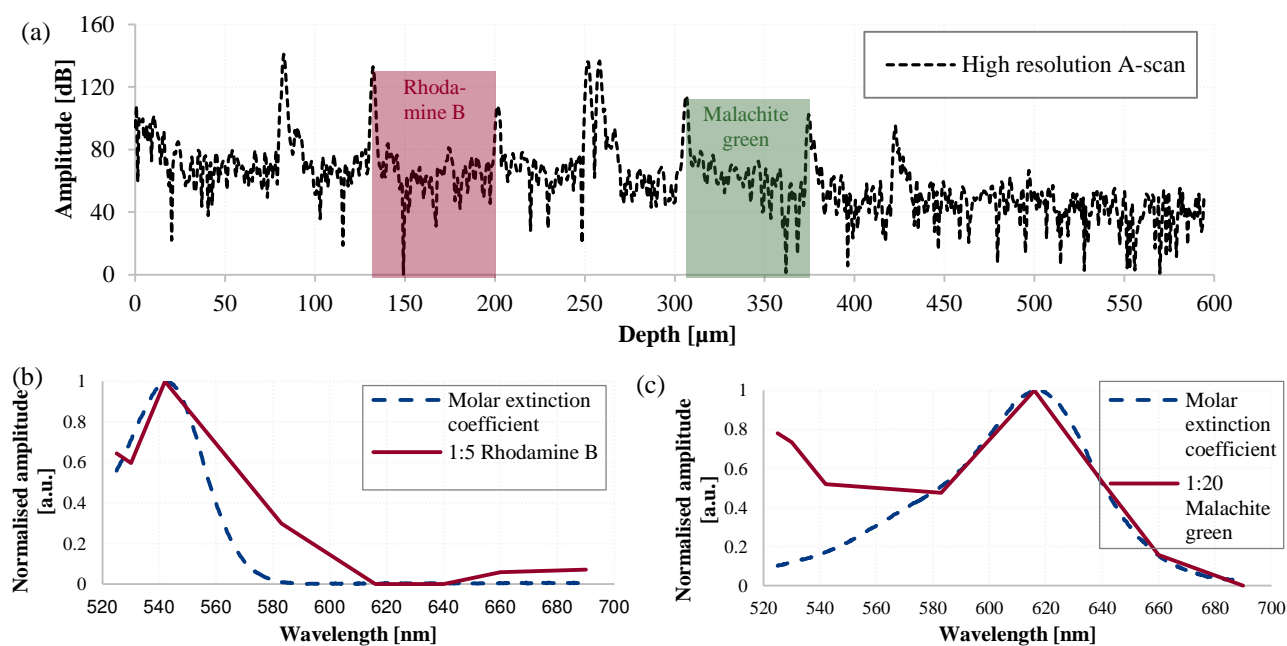 (a)
160
120
80
40
0
Amplitude [dB]
High resolution A-scan
Rhoda-
mine B
Malachite
green
0 50 100 150 200 250 300 350 400 450 500 550 600
Depth [µm]
(b)
1
0.8
0.6
0.4
0.2
0
Normalised amplitude
[a.u.]
Molar extinction
coefficient
1:5 Rhodamine B
520 540 560 580 600 620 640 660 680 700
Wavelength [nm]
(c)
1
0.8
0.6
0.4
0.2
0
Normalised amplitude
[a.u.]
Molar
extinction
coefficient
1:20
Malachite
green
520 540 560 580 600 620 640 660 680 700
Wavelength [nm]